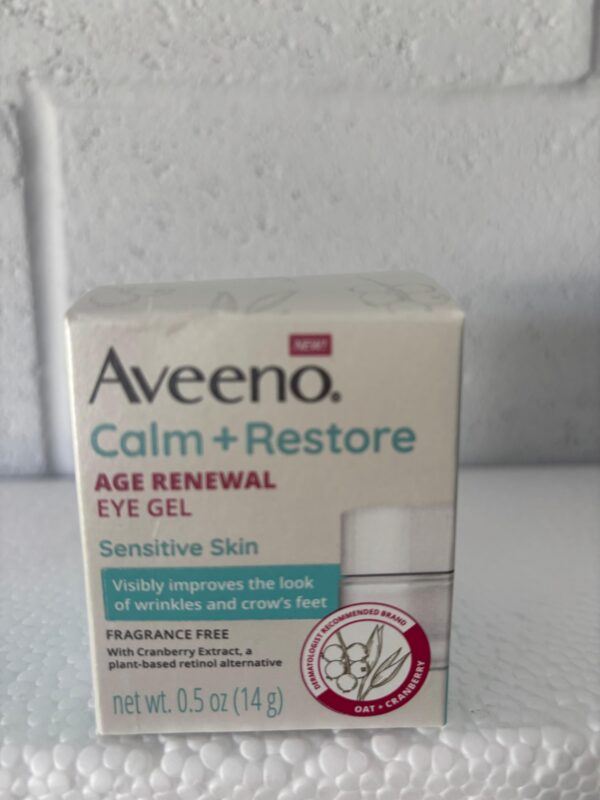 NEW!
Aveeno.
Calm + Restore
AGE RENEWAL
EYE GEL
Sensitive Skin
Visibly improves the look
of wrinkles and crow's feet
FRAGRANCE FREE
With Cranberry Extract, a
plant-based retinol alternative
net wt. 0.5 oz (14 g)
DERMATOLOGIST RECOMMENDED BRAND
OAT • CRANBERRY